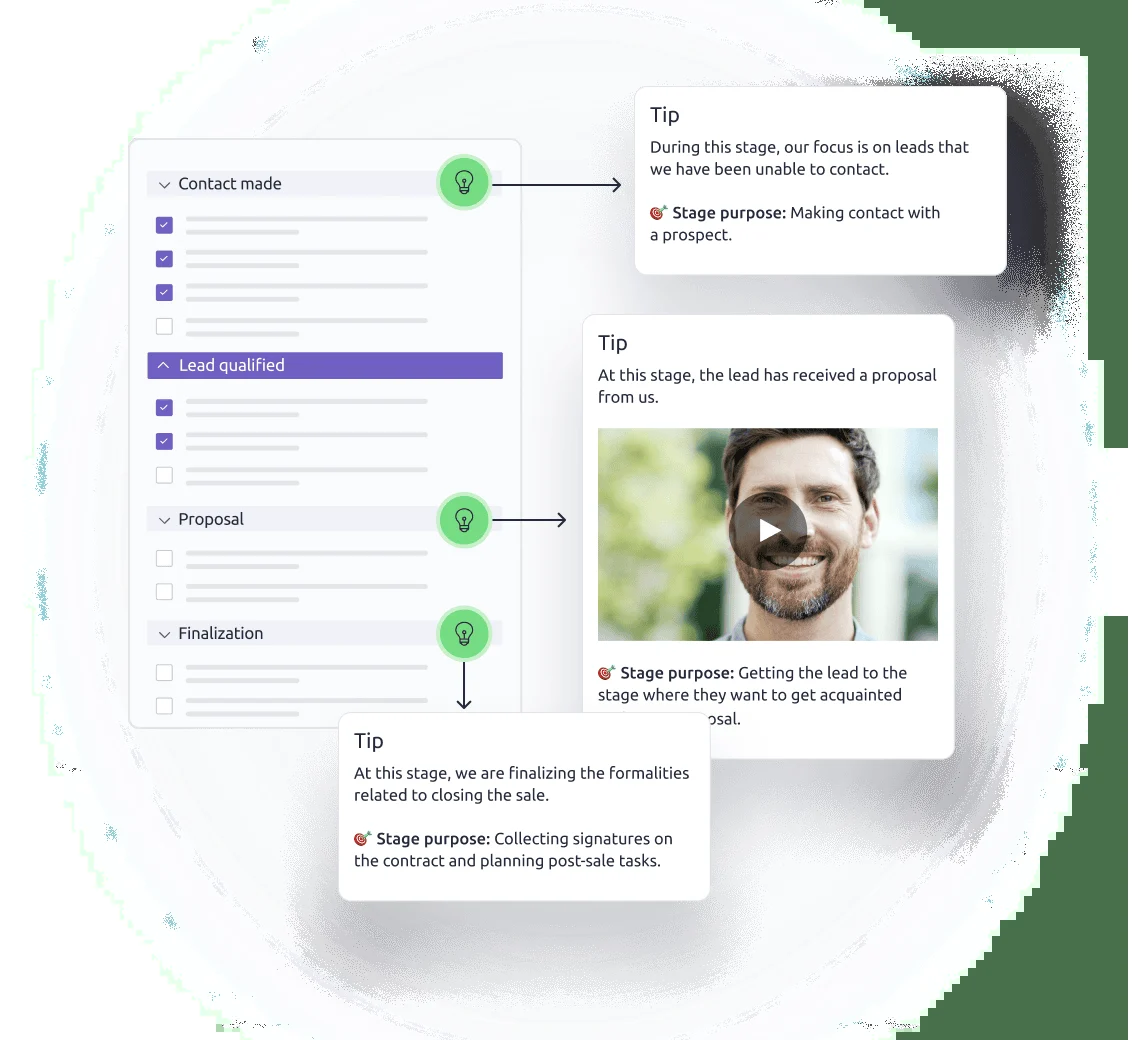 Contact made
Lead qualified
Proposal
Finalization
Tip
During this stage, our focus is on leads that
we have been unable to contact.
🎯 Stage purpose: Making contact with
a prospect.
Tip
At this stage, the lead has received a proposal
from us.
🎯 Stage purpose: Getting the lead to the
stage where they want to get acquainted
osal.
Tip
At this stage, we are finalizing the formalities
related to closing the sale.
🎯 Stage purpose: Collecting signatures on
the contract and planning post-sale tasks.